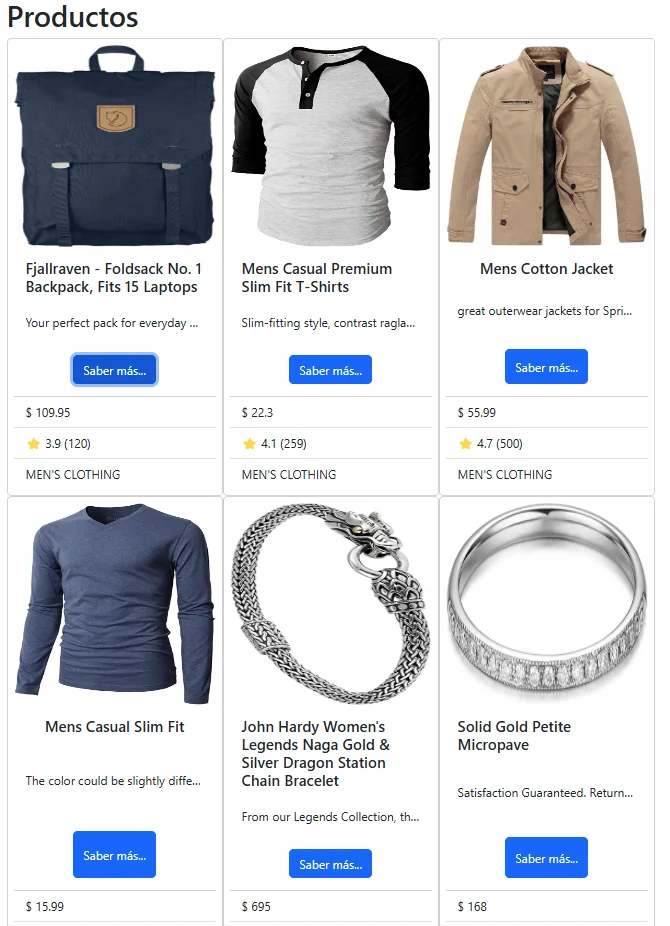 Productos
Fjallraven - Foldsack No. 1
Backpack, Fits 15 Laptops
Your perfect pack for everyday ...
Saber más...
$ 109.95
3.9 (120)
MEN'S CLOTHING
Mens Casual Premium
Slim Fit T-Shirts
Slim-fitting style, contrast ragla...
Saber más...
$ 22.3
4.1 (259)
MEN'S CLOTHING
Mens Cotton Jacket
great outerwear jackets for Spri...
Saber más...
$ 55.99
4.7 (500)
MEN'S CLOTHING
Mens Casual Slim Fit
The color could be slightly diffe...
Saber más...
$ 15.99
John Hardy Women's
Legends Naga Gold &
Silver Dragon Station
Chain Bracelet
From our Legends Collection, th...
Saber más...
$ 695
Solid Gold Petite
Micropave
Satisfaction Guaranteed. Return...
Saber más...
$ 168